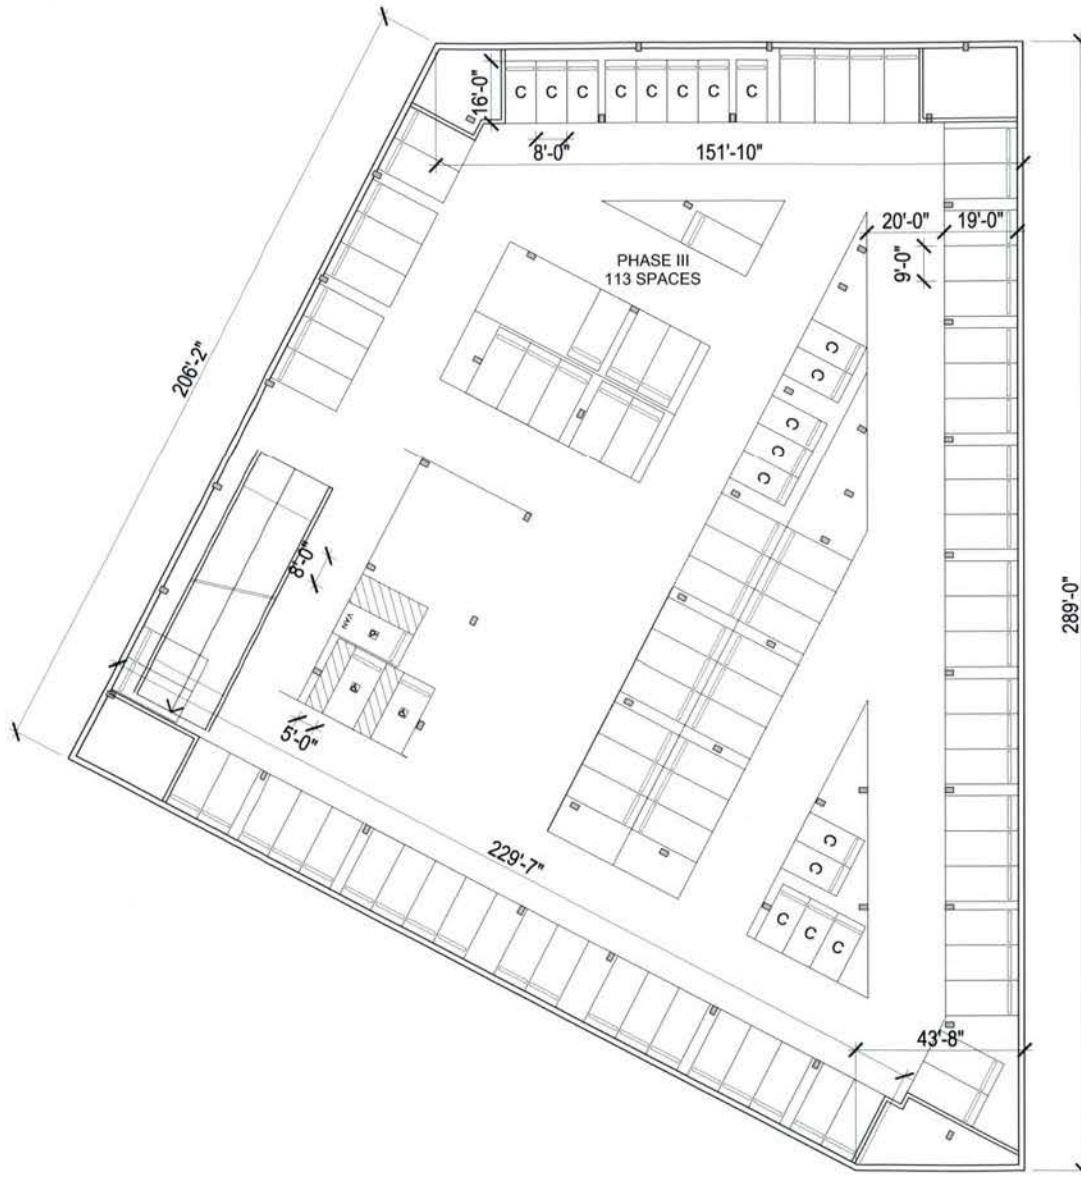 16'-0"
C C C C C C C C
8'-0"
151'-10"
20'-0"
19'-0"
9'-0"
PHASE III
113 SPACES
206'-2"
C
C
C
C
C
289'-0"
8'-0"
VAN
5'-0"
229'-7"
C
C
C C C
43'-8"